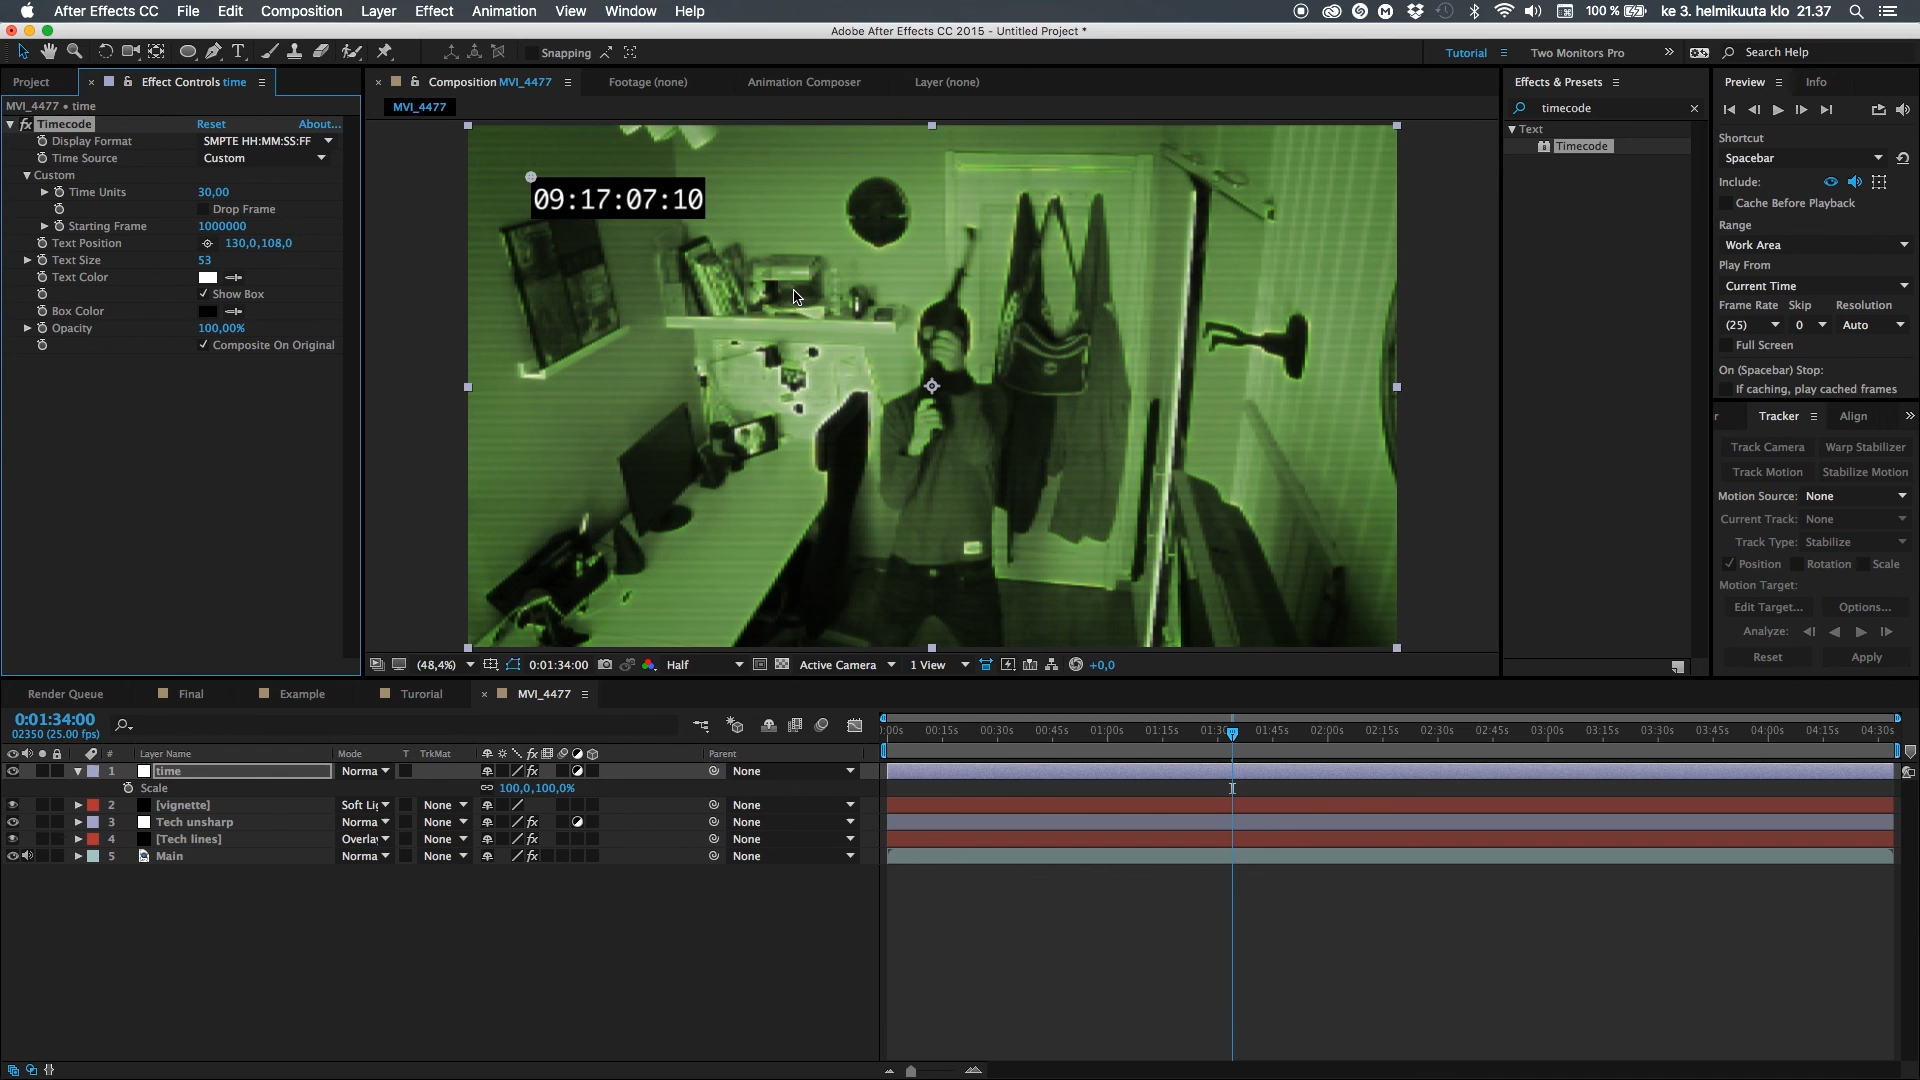 After Effects CC File Edit Composition Layer Effect Animation View Window Help 100 % ke 3. helmikuuta klo 21.37
Adobe After Effects CC 2015 - Untitled Project *
Snapping Tutorial Two Monitors Pro Search Help
Project Effect Controls time Composition MVI_4477 Footage (none) Animation Composer Layer (none) Effects & Presets Preview Info
MVI_4477 • time MVI_4477 timecode
Timecode Reset About...
Display Format SMPTE HH:MM:SS:FF
Time Source Custom
Custom
Time Units 30,00
Drop Frame
Starting Frame 1000000
Text Position 130,0,108,0
Text Size 53
Text Color
Show Box
Box Color
Opacity 100,00%
Composite On Original
09:17:07:10
Text
Timecode
Shortcut
Spacebar
Include:
Cache Before Playback
Range
Work Area
Play From
Current Time
Frame Rate Skip Resolution
(25) 0 Auto
Full Screen
On (Spacebar) Stop:
If caching, play cached frames
r Tracker Align
Track Camera Warp Stabilizer
Track Motion Stabilize Motion
Motion Source: None
Current Track: None
Track Type: Stabilize
Position Rotation Scale
Motion Target:
Edit Target... Options...
Analyze:
Reset Apply
(48,4%) 0:01:34:00 Half Active Camera 1 View +0,0
Render Queue Final Example Turorial MVI_4477
0:01:34:00
02350 (25.00 fps)
:00s 00:15s 00:30s 00:45s 01:00s 01:15s 01:30 01:45s 02:00s 02:15s 02:30s 02:45s 03:00s 03:15s 03:30s 03:45s 04:00s 04:15s 04:30s
# Layer Name Mode T TrkMat Parent
1 time Norma None
Scale 100,0,100,0%
2 [vignette] Soft Lig None None
3 Tech unsharp Norma None None
4 [Tech lines] Overla None None
5 Main Norma None None